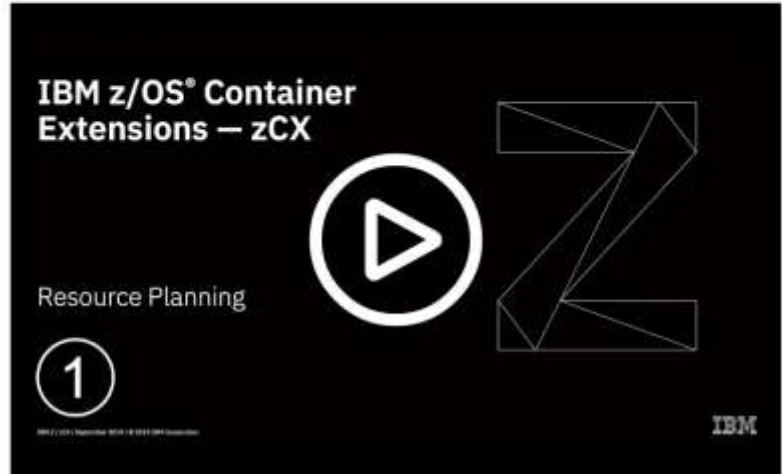 IBM z/OS® Container
Extensions — zCX
Resource Planning
1
IBM